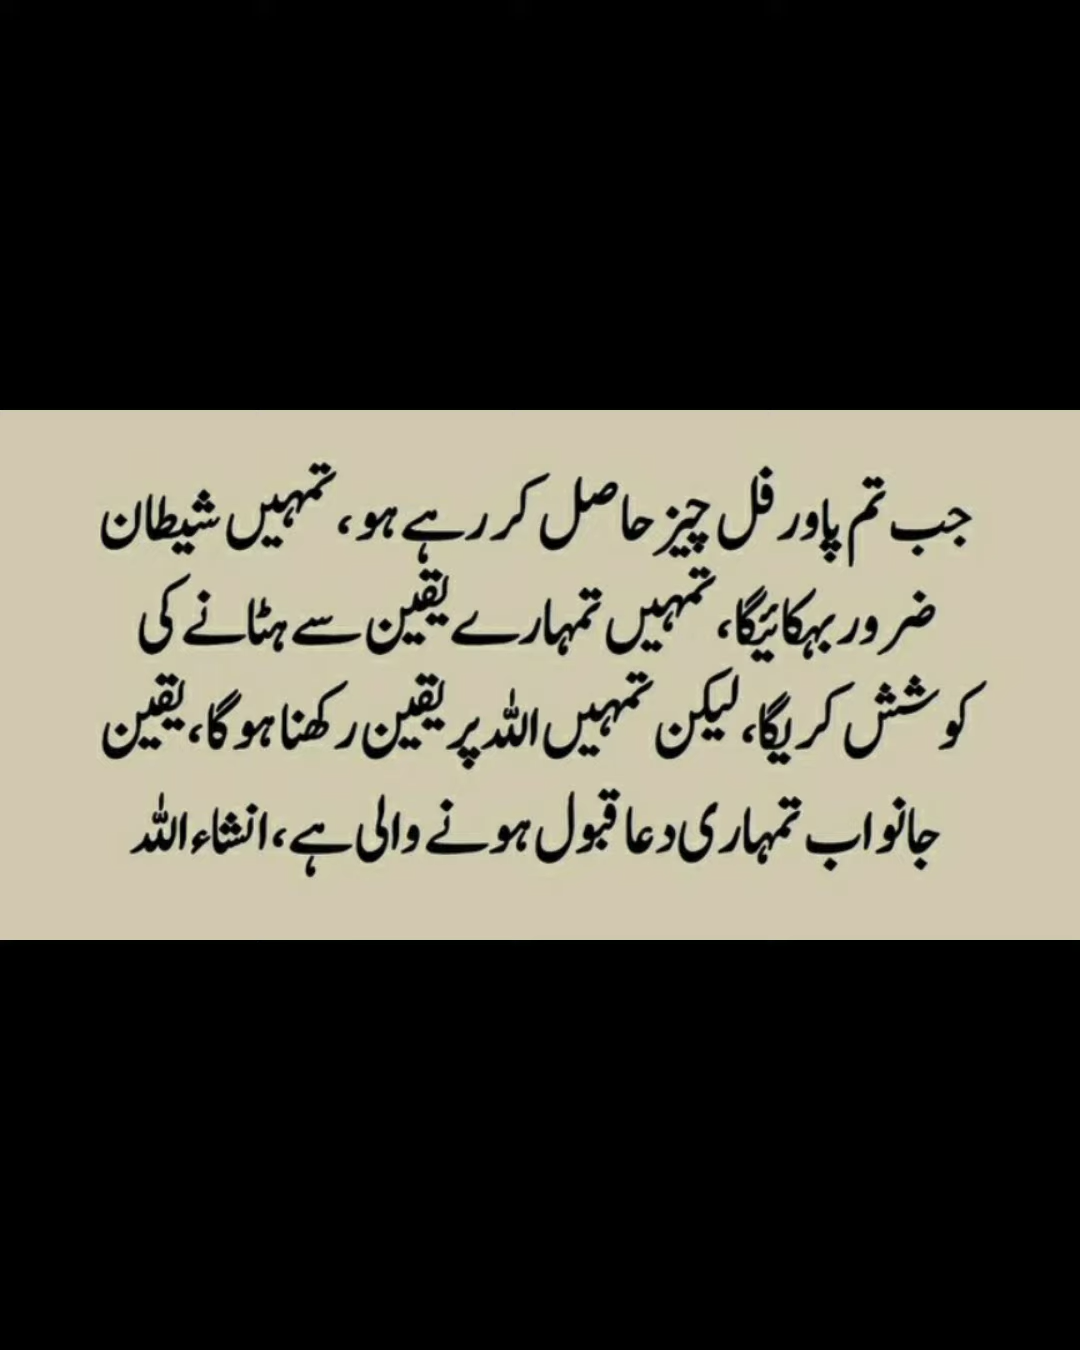 جب تم پاور فل چیز حاصل کر رہے ہو، تمہیں شیطان
ضرور بہکائیگا، تمہیں تمہارے یقین سے ہٹانے کی
کوشش کریگا، لیکن تمہیں اللہ پر یقین رکھنا ہو گا، یقین
جانو اب تمہاری دعا قبول ہونے والی ہے، انشاء اللہ